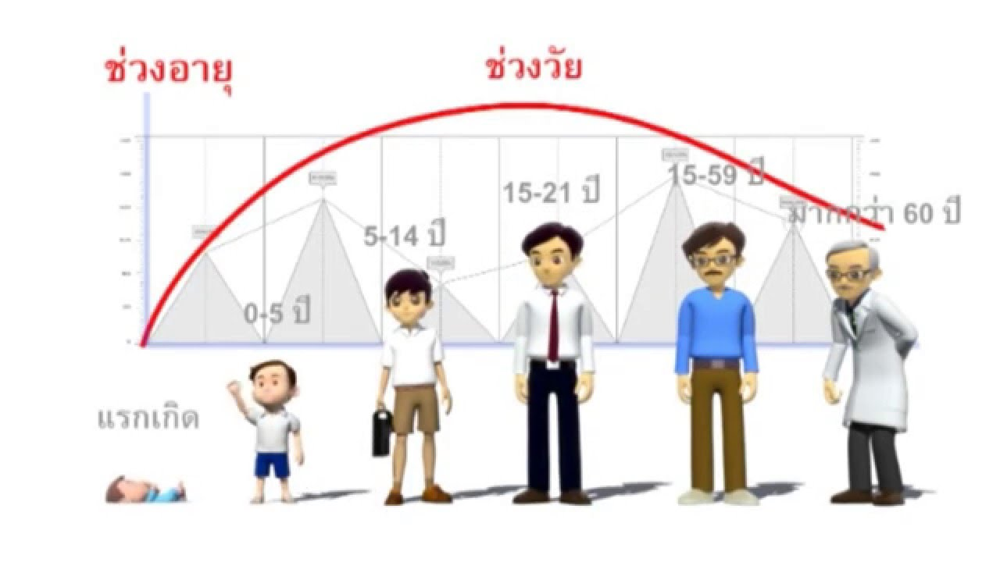 ช่วงอายุ
ช่วงวัย
แรกเกิด
0-5 ปี
5-14 ปี
15-21 ปี
15-59 ปี
มากกว่า 60 ปี